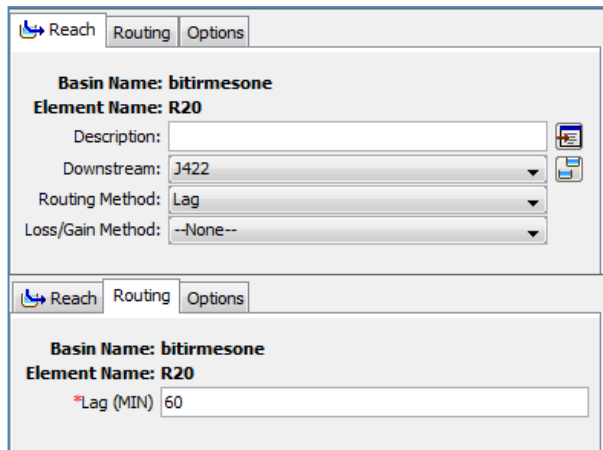 Reach Routing Options
Basin Name: bitirmesone
Element Name: R20
Description:
Downstream: J422
Routing Method: Lag
Loss/Gain Method: --None--
Reach Routing Options
Basin Name: bitirmesone
Element Name: R20
*Lag (MIN) 60